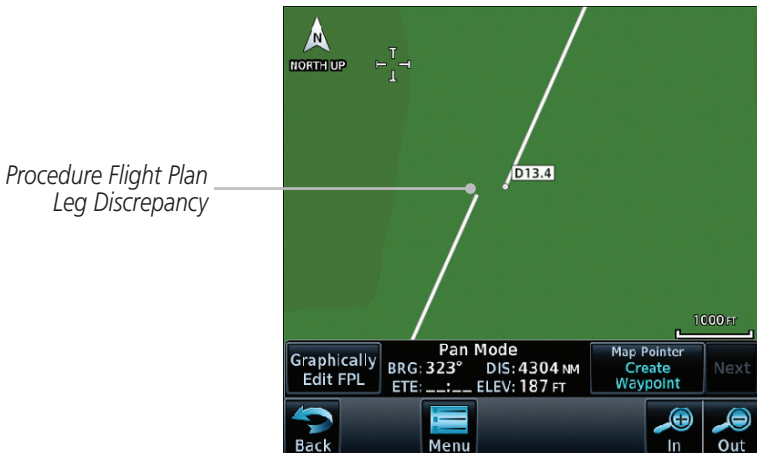 N
NORTH UP
Procedure Flight Plan
Leg Discrepancy
D13.4
1000 FT
Graphically
Edit FPL
Pan Mode
BRG: 323° DIS: 4304 NM
ETE: __:__ ELEV: 187 FT
Map Pointer
Create
Waypoint
Next
Back
Menu
In
Out